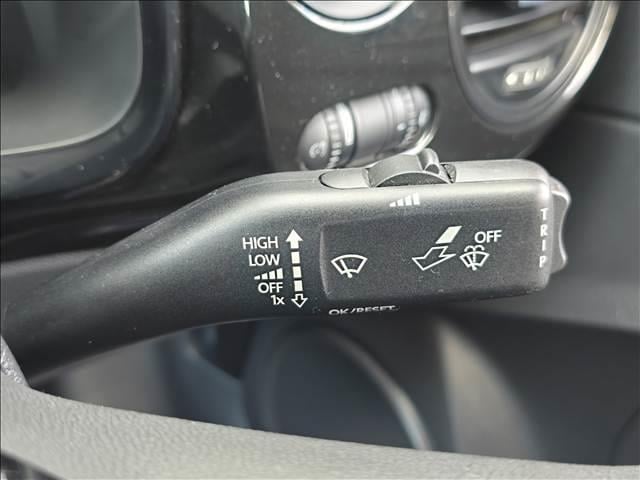 HIGH
LOW
OFF
1x
OFF
TRIP
OK/RESET